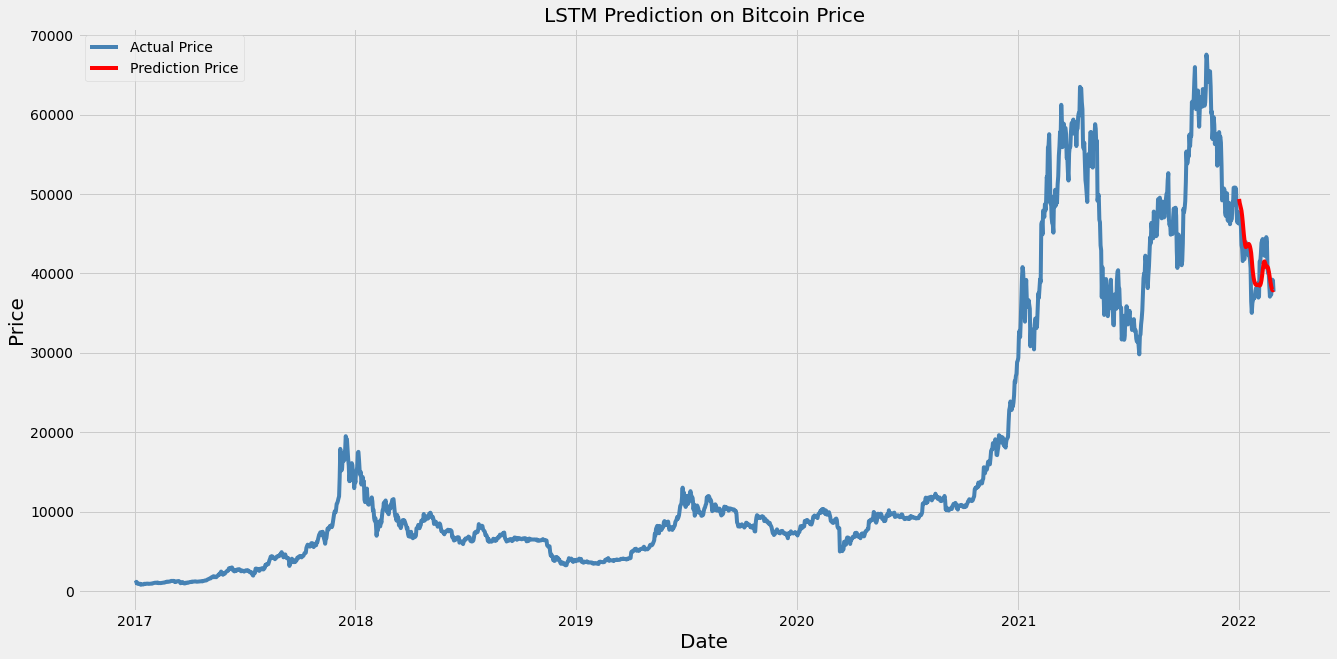 LSTM Prediction on Bitcoin Price
Actual Price
Prediction Price
70000
60000
50000
40000
30000
20000
10000
0
Price
2017 2018 2019 2020 2021 2022
Date